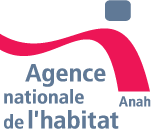 Agence
nationale
de l'habitat
Anah